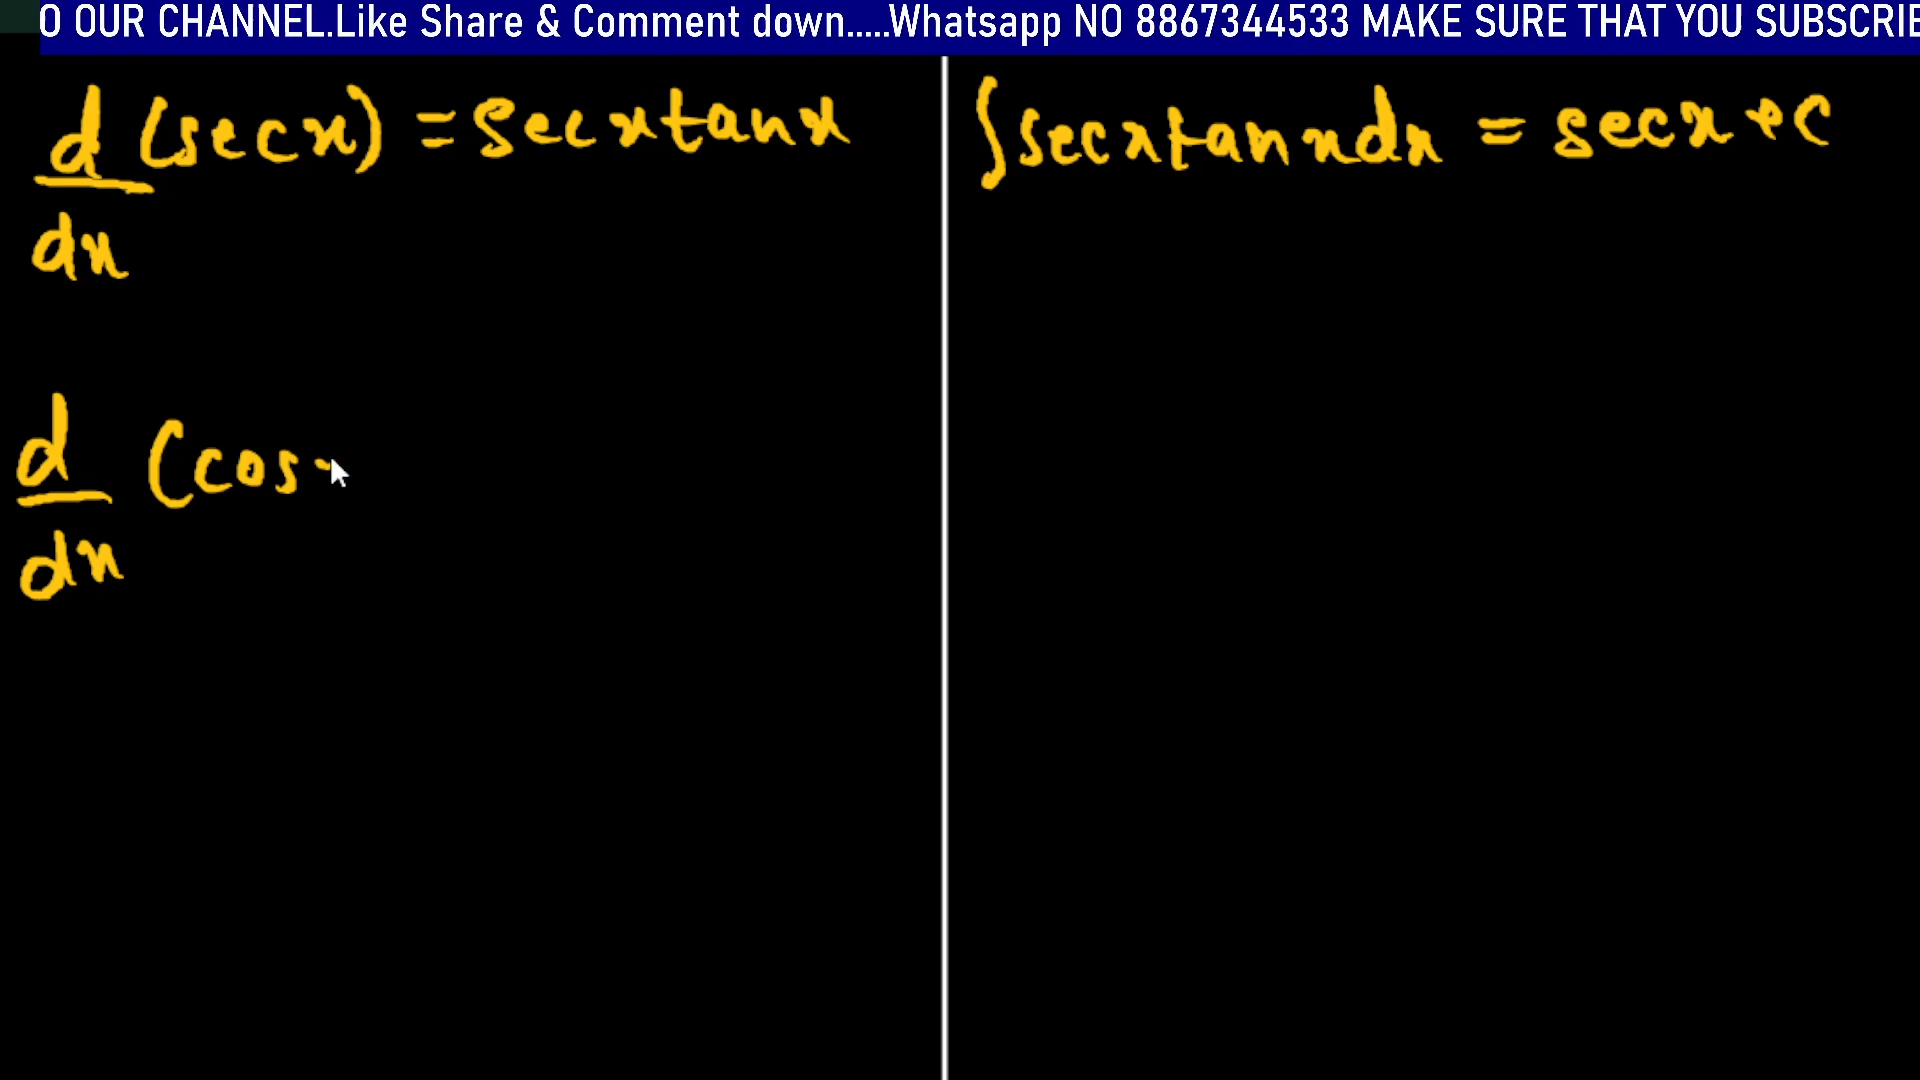 O OUR CHANNEL.Like Share & Comment down.....Whatsapp NO 8867344533 MAKE SURE THAT YOU SUBSCRIE
d/dx (secx) = secxtanx
∫secxtanxdx = secx+c
d/dx (cos